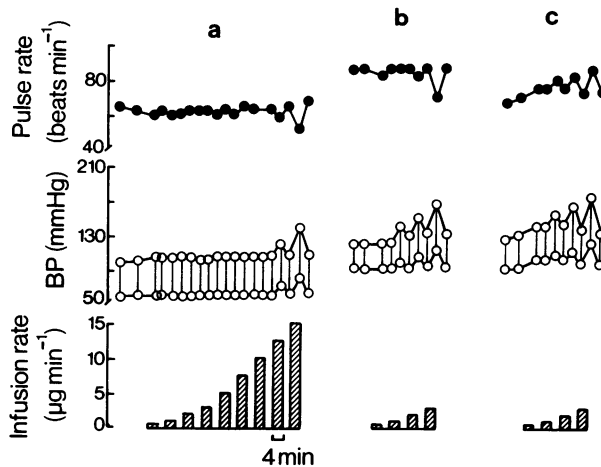 a b c
Pulse rate
(beats min⁻¹)
80
40
BP (mmHg)
210
130
50
Infusion rate
(µg min⁻¹)
15
10
5
0
4 min